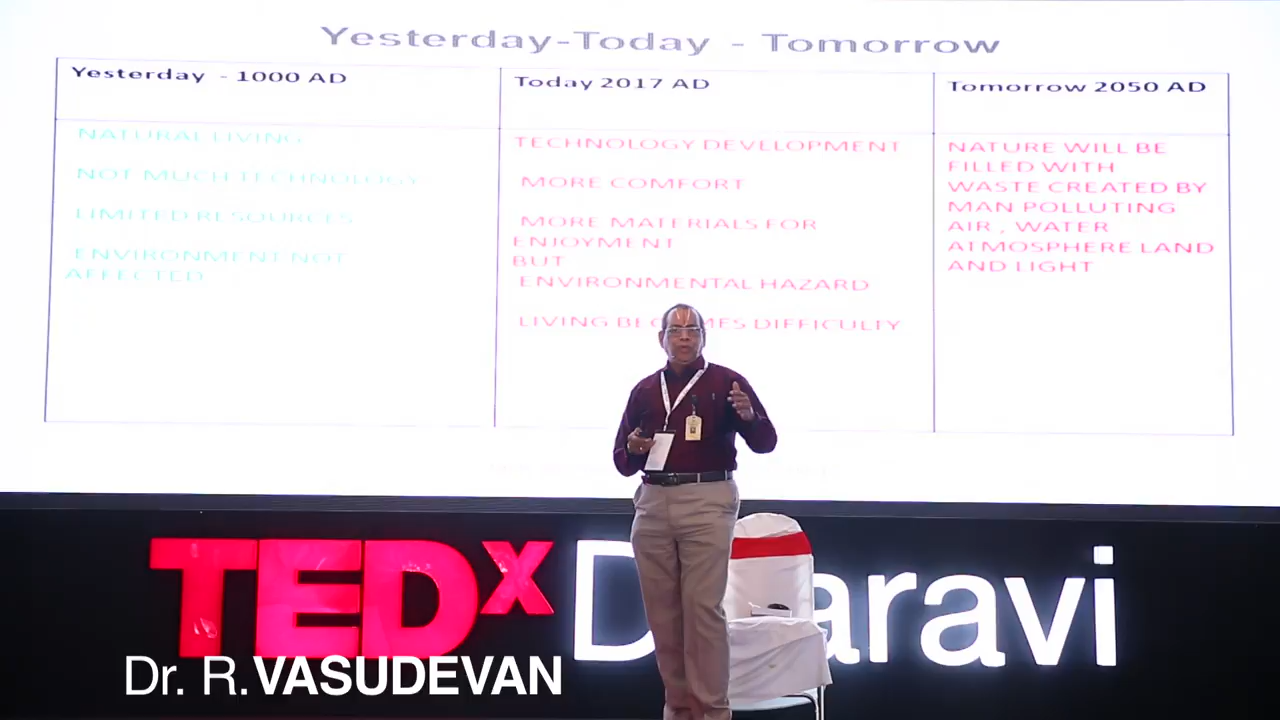 Yesterday-Today - Tomorrow
Yesterday - 1000 AD
NATURAL LIVING
NOT MUCH TECHNOLOGY
LIMITED RESOURCES
ENVIRONMENT NOT
AFFECTED
Today 2017 AD
TECHNOLOGY DEVELOPMENT
MORE COMFORT
MORE MATERIALS FOR
ENJOYMENT
BUT
ENVIRONMENTAL HAZARD
LIVING BECOMES DIFFICULTY
Tomorrow 2050 AD
NATURE WILL BE
FILLED WITH
WASTE CREATED BY
MAN POLLUTING
AIR , WATER
ATMOSPHERE LAND
AND LIGHT
TEDx D aravi
Dr. R. VASUDEVAN